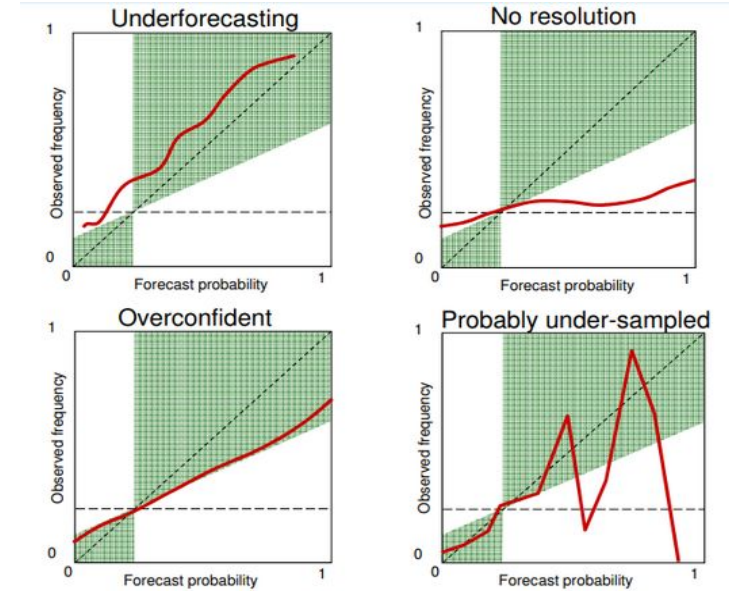 Underforecasting
1
Observed frequency
0
0
Forecast probability
1
No resolution
1
Observed frequency
0
0
Forecast probability
1
Overconfident
1
Observed frequency
0
0
Forecast probability
1
Probably under-sampled
1
Observed frequency
0
0
Forecast probability
1